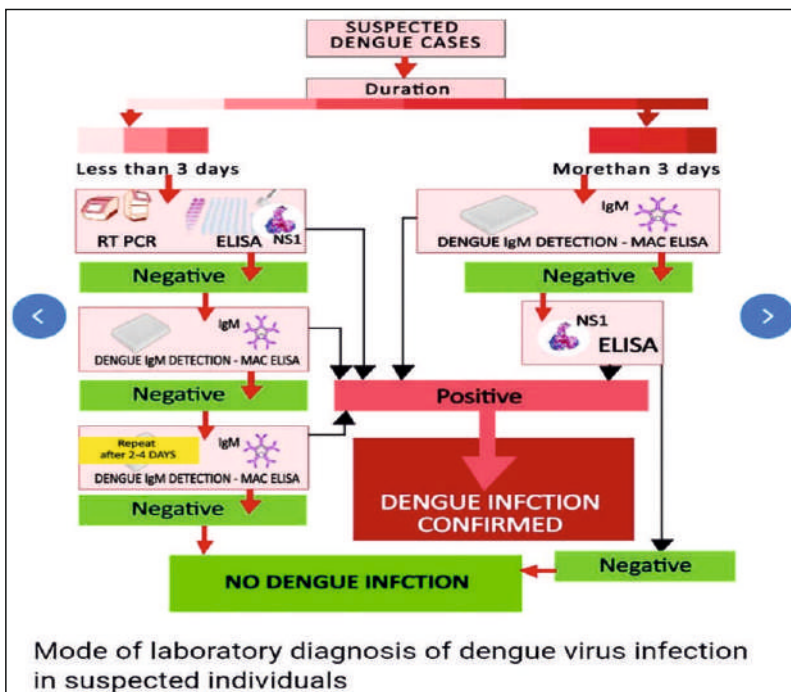 SUSPECTED
DENGUE CASES
Duration
Less than 3 days
Morethan 3 days
RT PCR
ELISA
NS1
IgM
DENGUE IgM DETECTION - MAC ELISA
Negative
Negative
IgM
DENGUE IgM DETECTION - MAC ELISA
NS1
ELISA
Negative
Positive
Repeat
after 2-4 DAYS
IgM
DENGUE IgM DETECTION - MAC ELISA
Negative
DENGUE INFCTION
CONFIRMED
NO DENGUE INFCTION
Negative
Mode of laboratory diagnosis of dengue virus infection
in suspected individuals